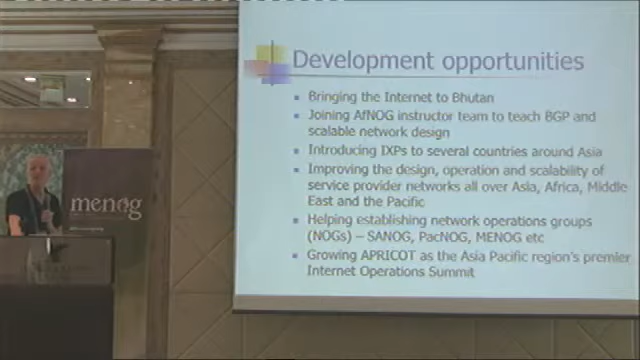 Development opportunities
Bringing the Internet to Bhutan
Joining AfNOG instructor team to teach BGP and
scalable network design
Introducing IXPs to several countries around Asia
Improving the design, operation and scalability of
service provider networks all over Asia, Africa, Middle
East and the Pacific
Helping establishing network operations groups
(NOGs) – SANOG, PacNOG, MENOG etc
Growing APRICOT as the Asia Pacific region's premier
Internet Operations Summit
menog